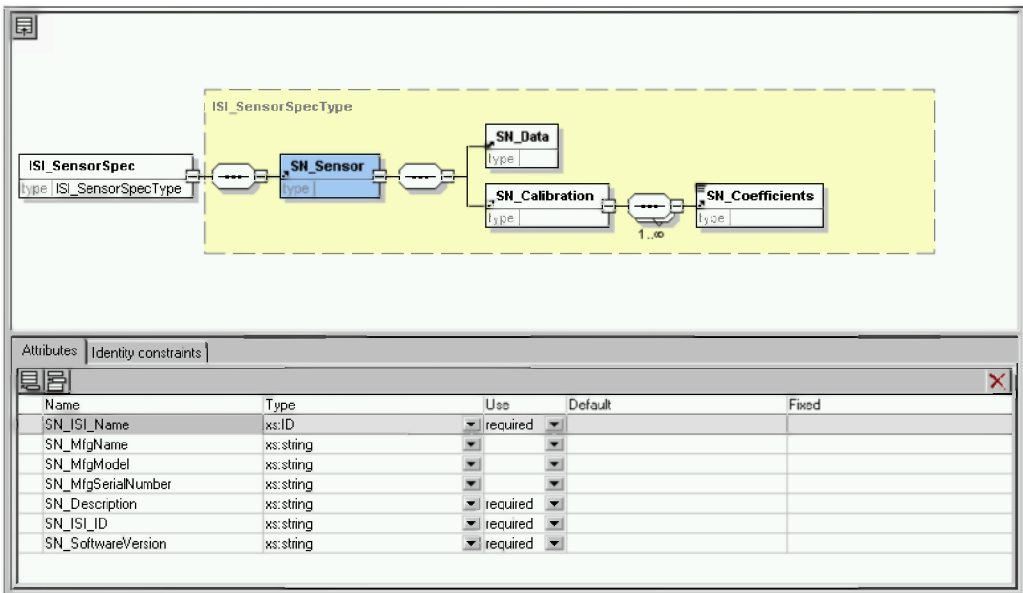 ISI_SensorSpecType
SN_Data
type
ISI_SensorSpec
type ISI_SensorSpecType
SN_Sensor
type
SN_Calibration
type
1..∞
SN_Coefficients
type
Attributes Identity constraints
Name Type Use Default Fixed
SN_ISI_Name xs:ID required
SN_MfgName xs:string
SN_MfgModel xs:string
SN_MfgSerialNumber xs:string
SN_Description xs:string required
SN_ISI_ID xs:string required
SN_SoftwareVersion xs:string required